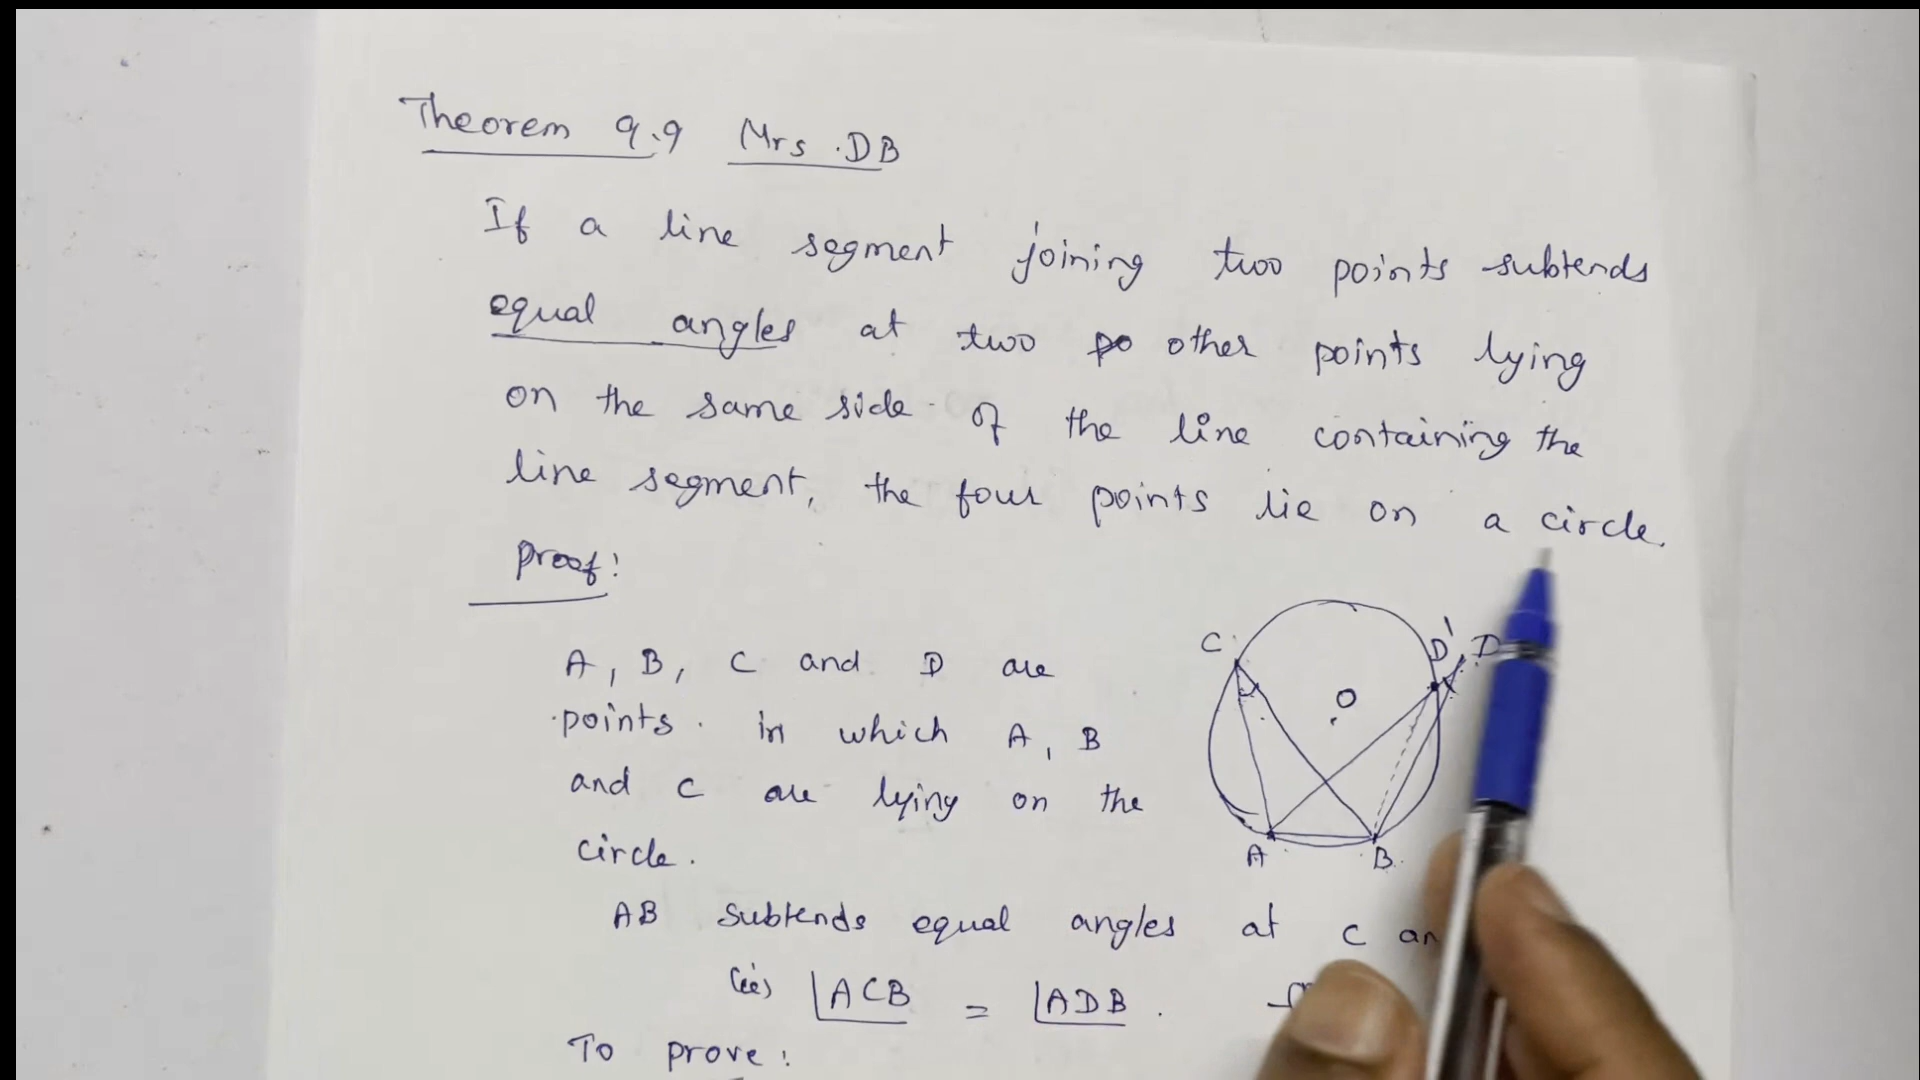 Theorem 9.9 Mrs.DB
If a line segment joining two points subtends
equal angles at two po other points lying
on the same side of the line containing the
line segment, the four points lie on a circle.
Proof:
A, B, C and D are
points in which A, B
and C are lying on the
circle.
C D' D
O
A B
AB subtends equal angles at C an
(ie) ∠ACB = ∠ADB.
To prove: